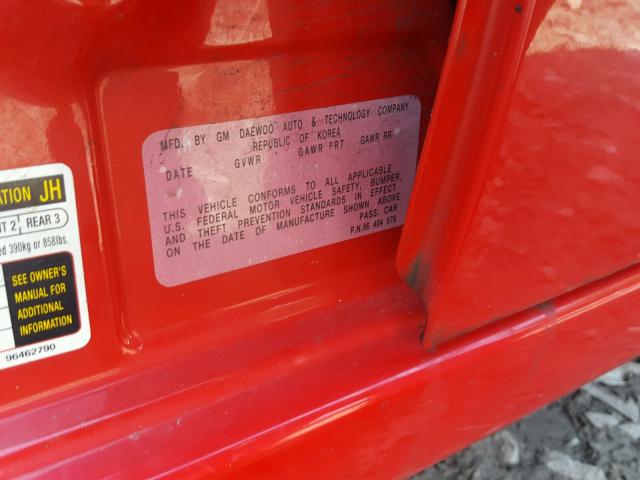 MFD. BY GM DAEWOO AUTO & TECHNOLOGY COMPANY
REPUBLIC OF KOREA
DATE GVWR GAWR FRT GAWR RR
THIS VEHICLE CONFORMS TO ALL APPLICABLE
U.S. FEDERAL MOTOR VEHICLE SAFETY, BUMPER,
AND THEFT PREVENTION STANDARDS IN EFFECT
ON THE DATE OF MANUFACTURE SHOWN ABOVE
PASS. CAR
P.N.96 404 578
ATION JH
NT 2 REAR 3
ed 390kg or 858lbs.
SEE OWNER'S
MANUAL FOR
ADDITIONAL
INFORMATION
96462790